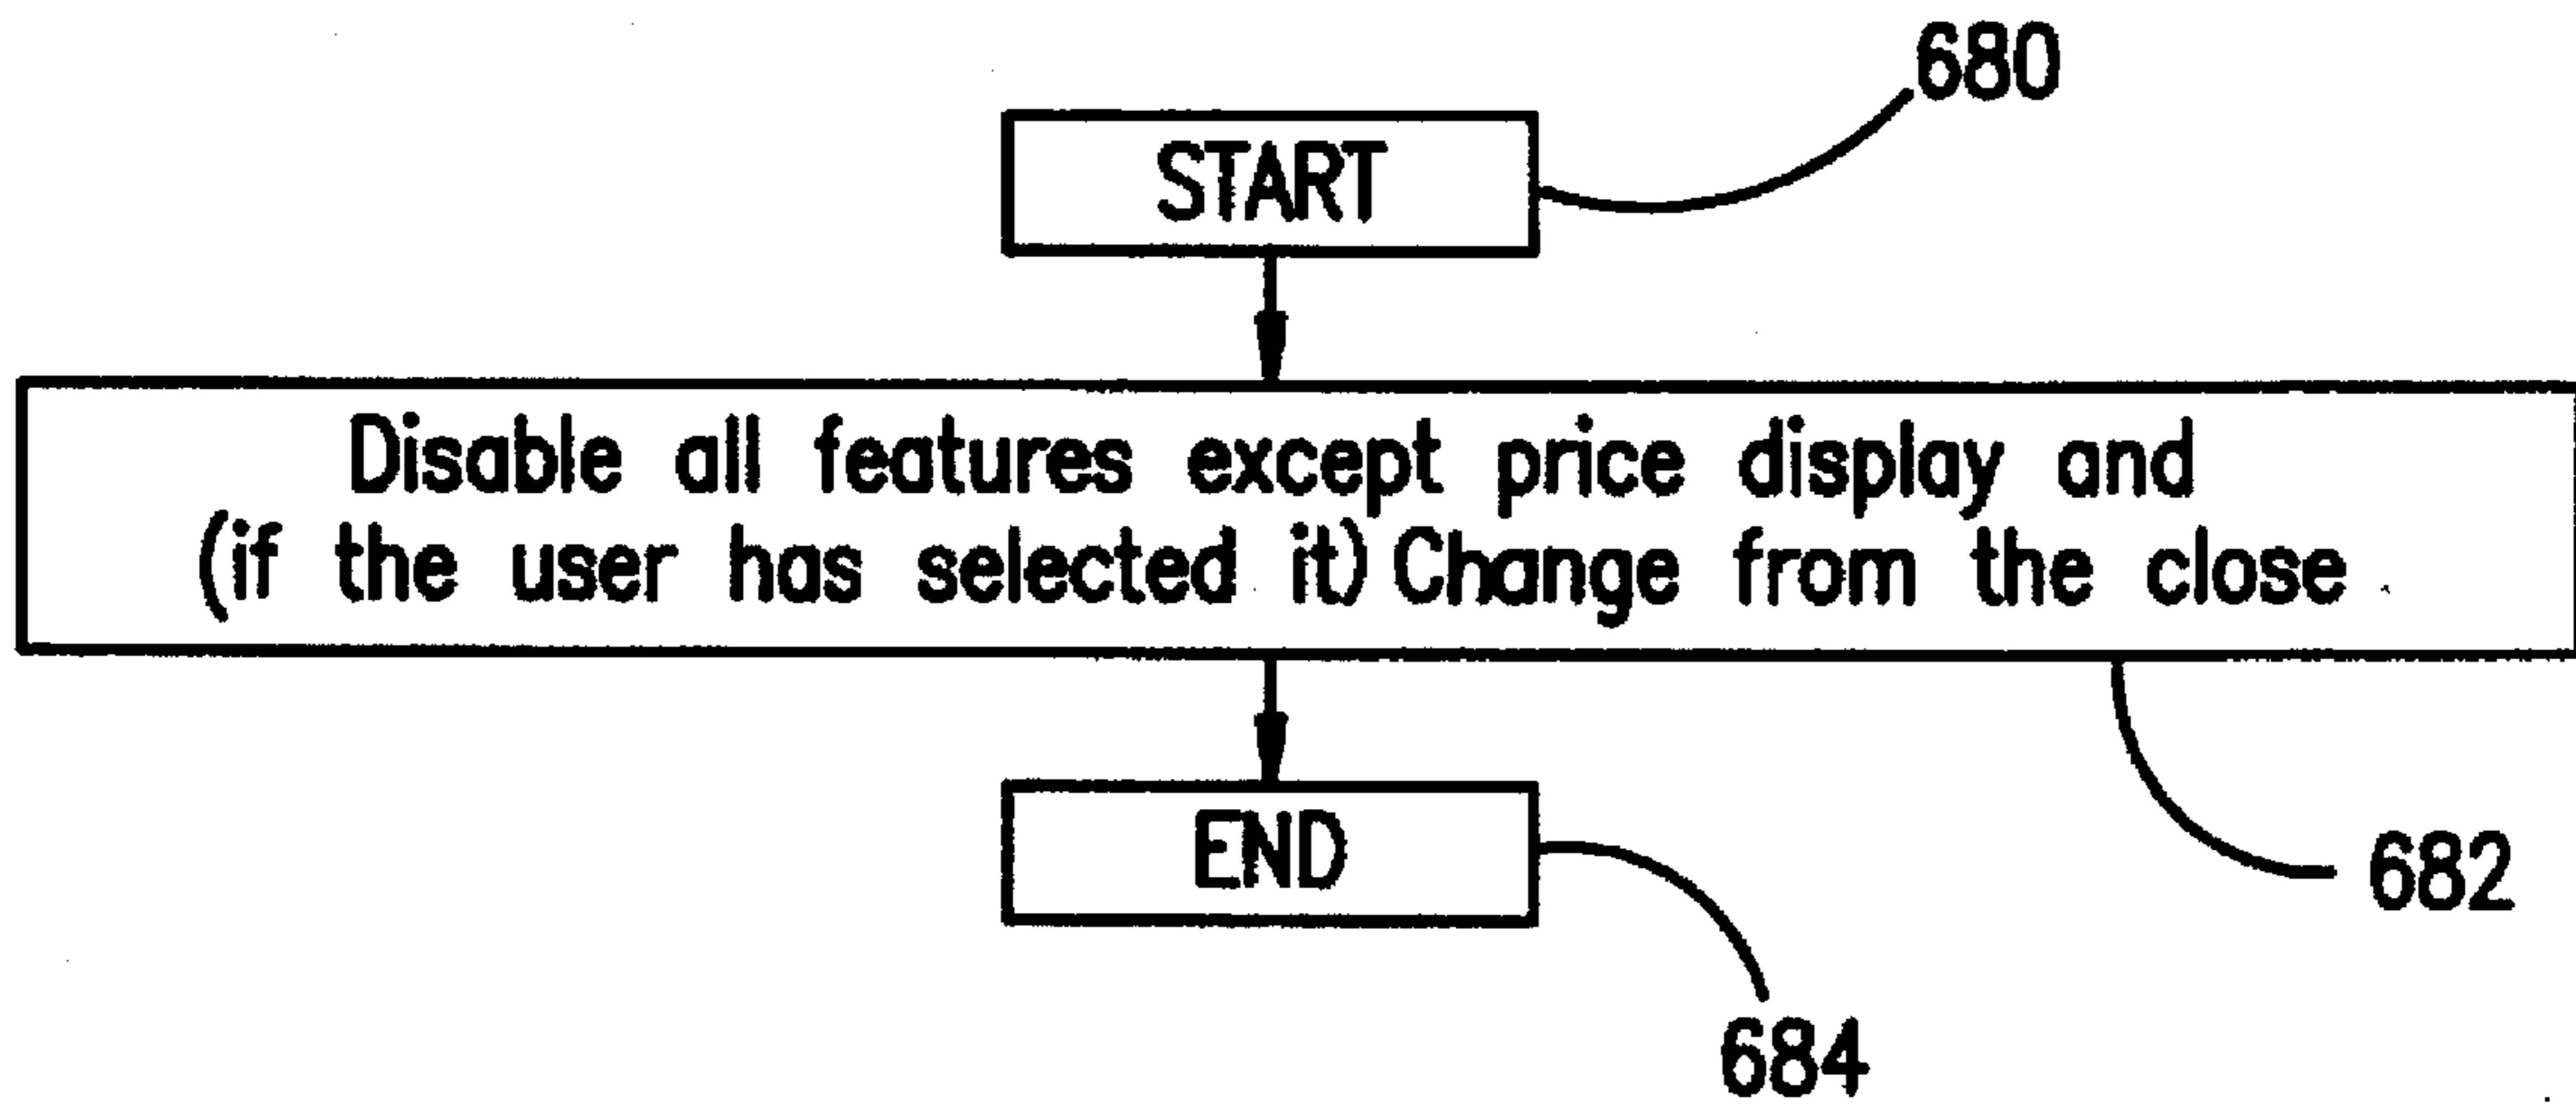 680
START
Disable all features except price display and
(if the user has selected it) Change from the close
END
682
684